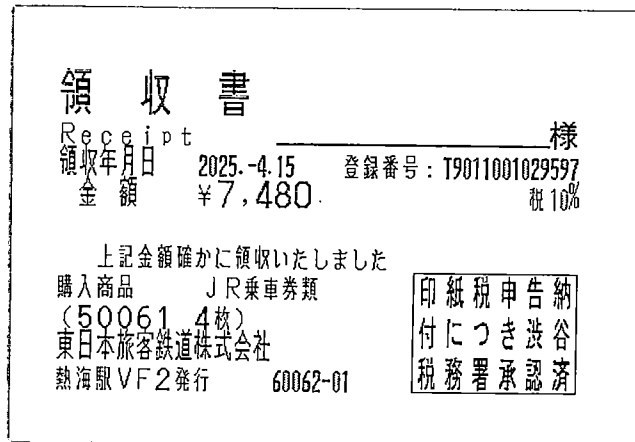 領収書
Receipt
様
領収年月日 2025.-4.15 登録番号:T9011001029597
金額 ¥7,480 税10%
上記金額確かに領収いたしました
購入商品 JR乗車券類
(50061 4枚)
東日本旅客鉄道株式会社
熱海駅VF2発行 60062-01
印紙税申告納
付につき渋谷
税務署承認済